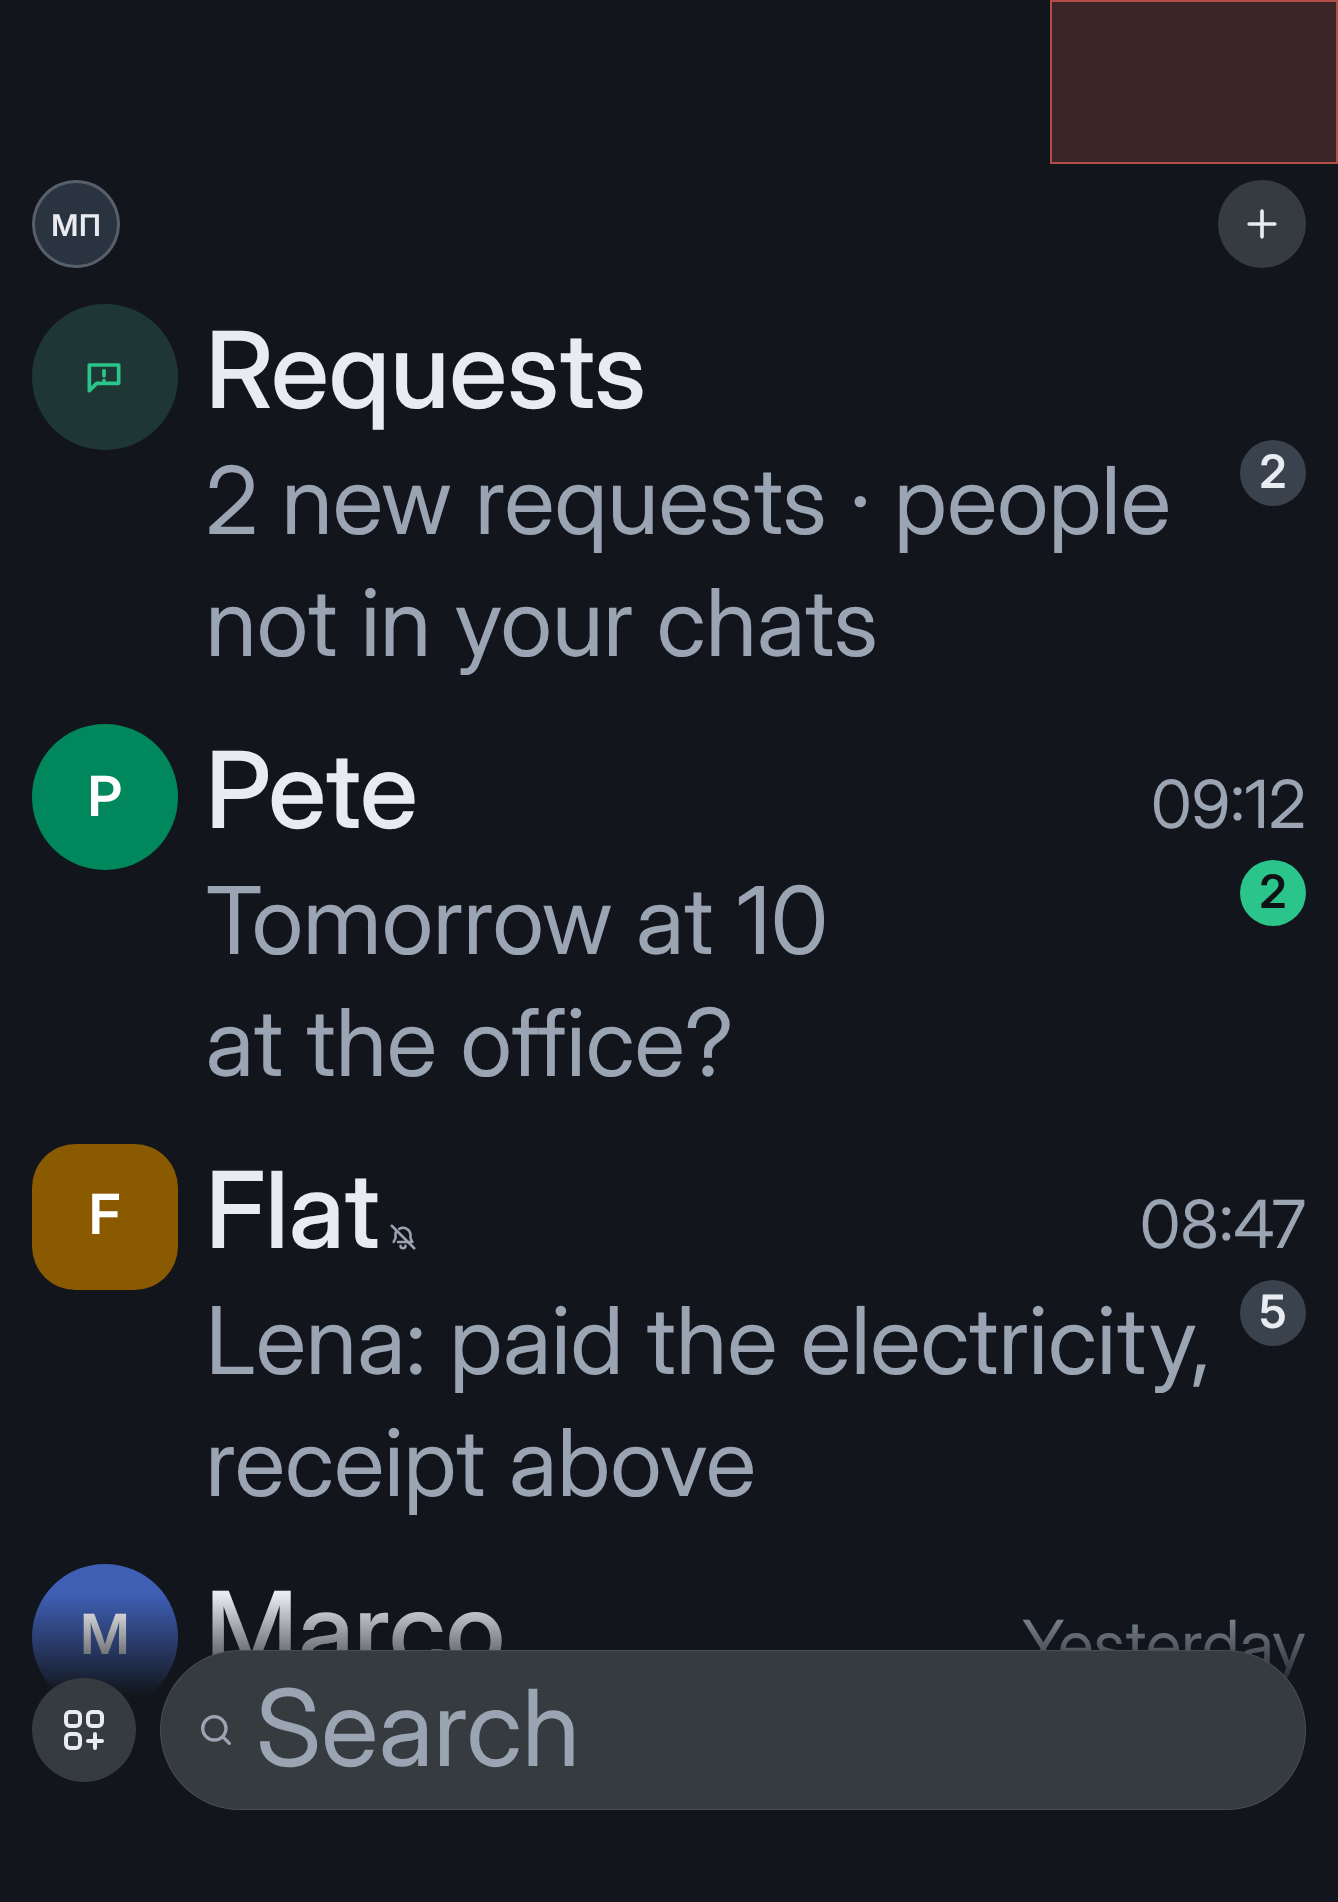 МП
Requests
2 new requests · people
2
not in your chats
P
Pete
09:12
Tomorrow at 10
2
at the office?
F
Flat
08:47
Lena: paid the electricity,
5
receipt above
M
Marco
Yesterday
Search